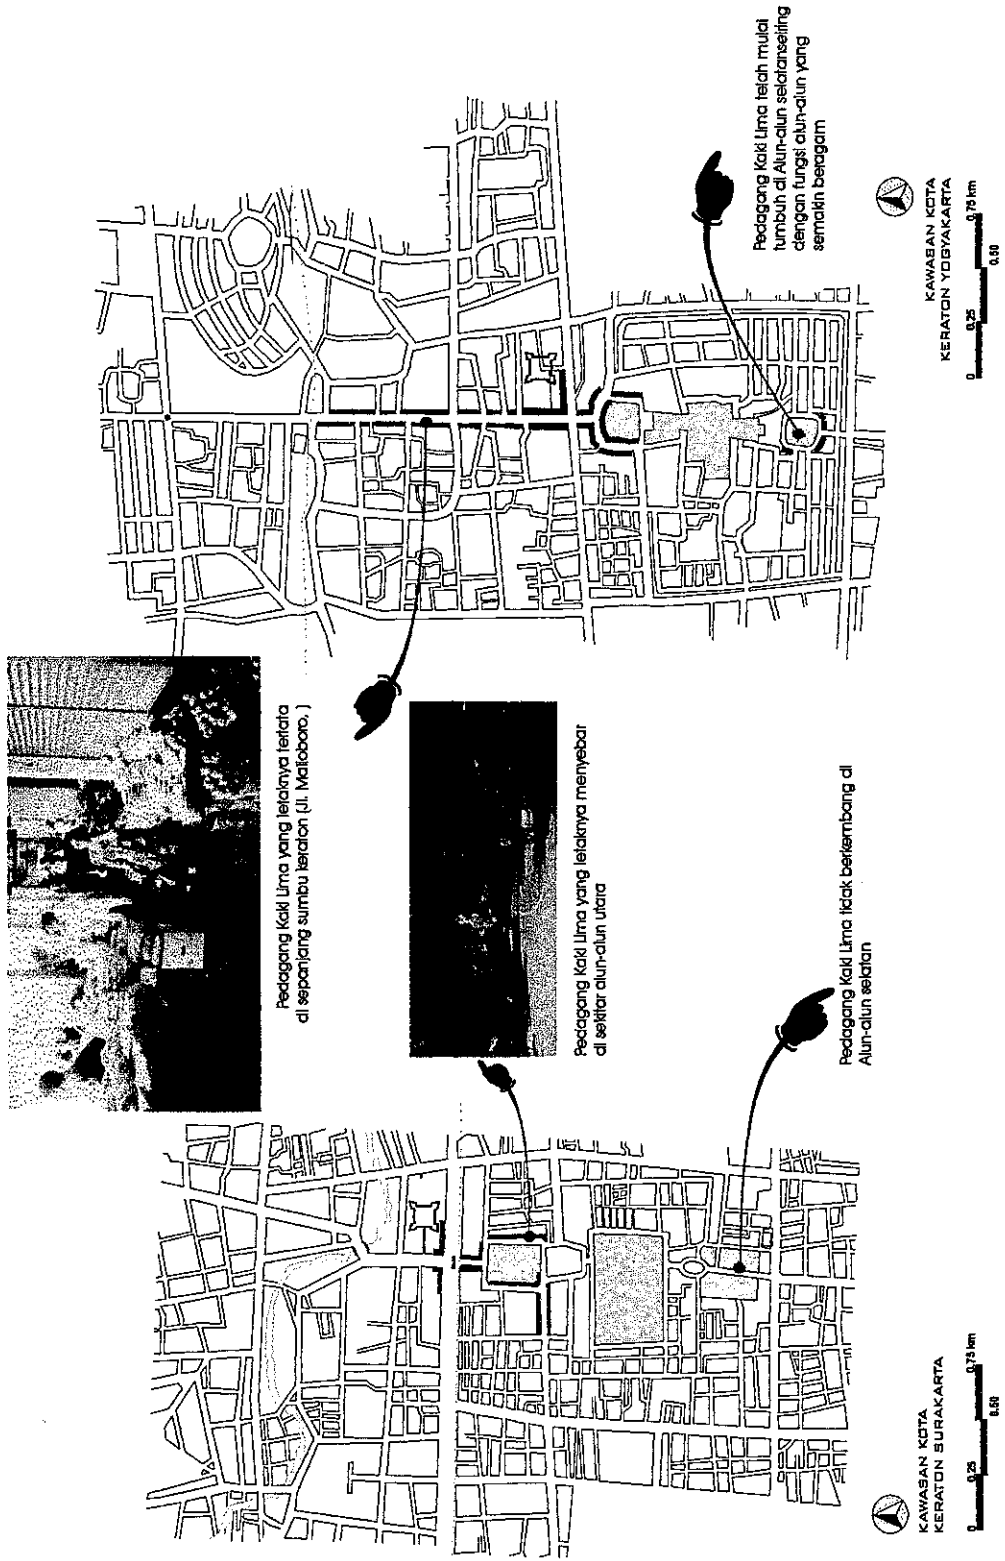 Pedagang Kaki Lima yang letaknya tertata
di sepanjang sumbu keraton (Jl. Malioboro, )
Pedagang Kaki Lima yang letaknya menyebar
di sekitar alun-alun utara
Pedagang Kaki Lima tidak berkembang di
Alun-alun selatan
KAWASAN KOTA
KERATON SURAKARTA
0 0.25 0.50 0.75 km
Pedagang Kaki Lima telah mulai
tumbuh di Alun-alun selatanseiring
dengan fungsi alun-alun yang
semakin beragam
KAWASAN KOTA
KERATON YOGYAKARTA
0 0.25 0.50 0.75 km